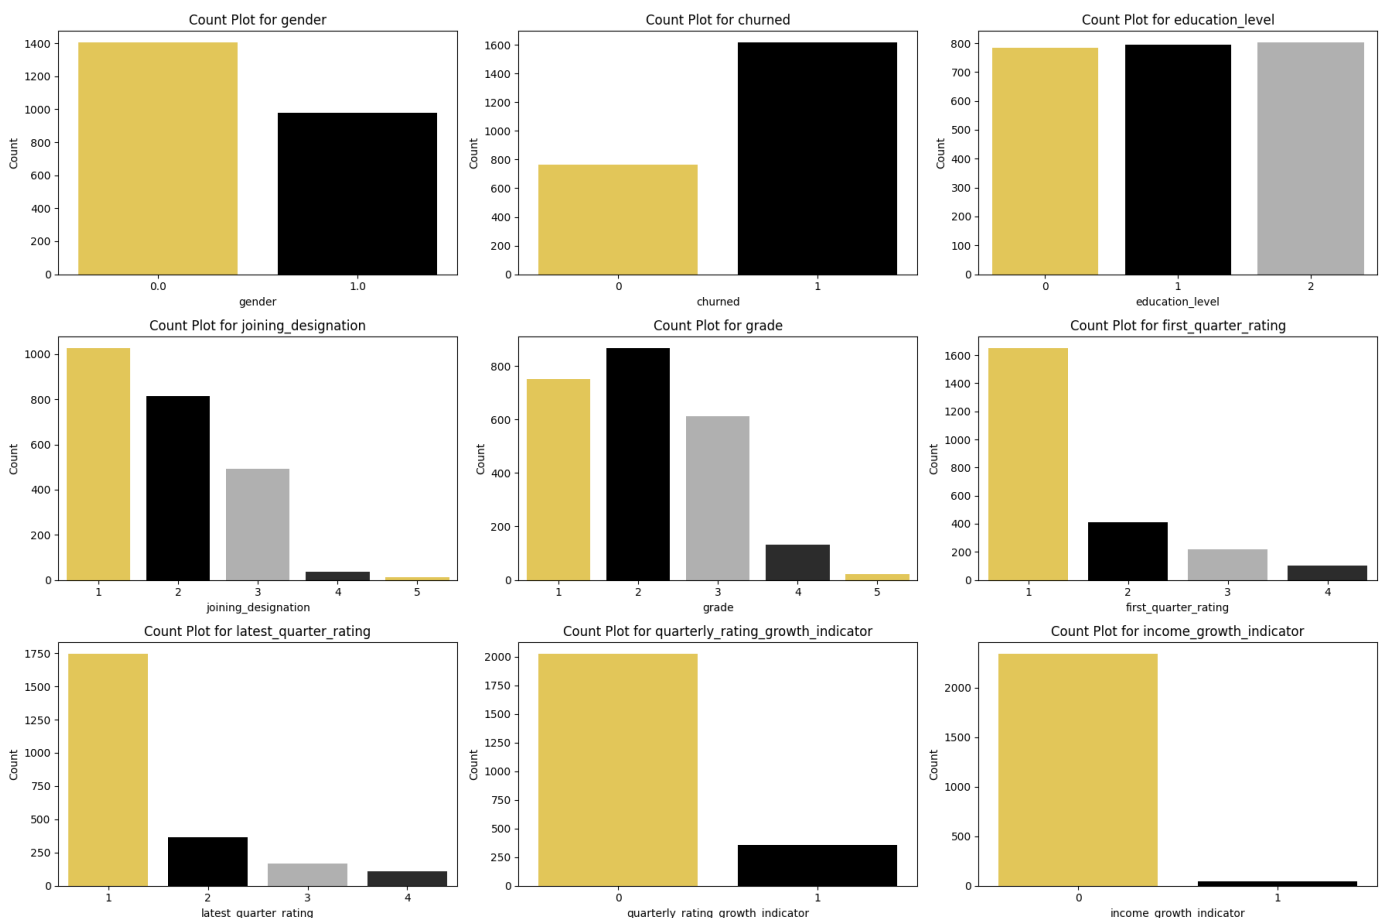 Count Plot for gender
Count
1400
1200
1000
800
600
400
200
0
0.0 1.0
gender
Count Plot for churned
Count
1600
1400
1200
1000
800
600
400
200
0
0 1
churned
Count Plot for education_level
Count
800
700
600
500
400
300
200
100
0
0 1 2
education_level
Count Plot for joining_designation
Count
1000
800
600
400
200
0
1 2 3 4 5
joining_designation
Count Plot for grade
Count
800
600
400
200
0
1 2 3 4 5
grade
Count Plot for first_quarter_rating
Count
1600
1400
1200
1000
800
600
400
200
0
1 2 3 4
first_quarter_rating
Count Plot for latest_quarter_rating
Count
1750
1500
1250
1000
750
500
250
0
1 2 3 4
latest_quarter_rating
Count Plot for quarterly_rating_growth_indicator
Count
2000
1750
1500
1250
1000
750
500
250
0
0 1
quarterly_rating_growth_indicator
Count Plot for income_growth_indicator
Count
2000
1500
1000
500
0
0 1
income_growth_indicator